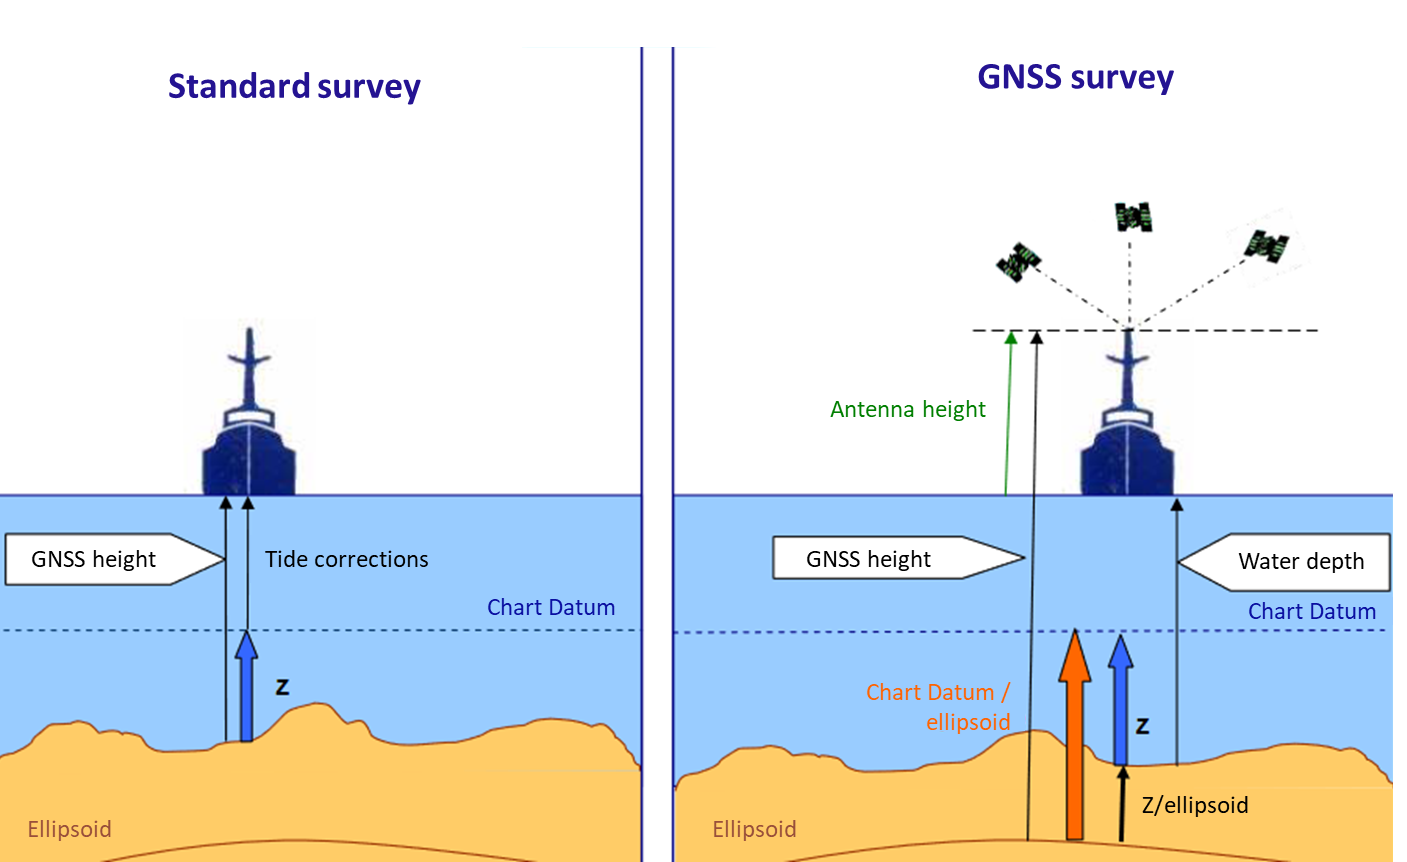 Standard survey
GNSS height
Tide corrections
Chart Datum
Z
Ellipsoid
GNSS survey
Antenna height
GNSS height
Water depth
Chart Datum
Chart Datum /
ellipsoid
Z
Z/ellipsoid
Ellipsoid